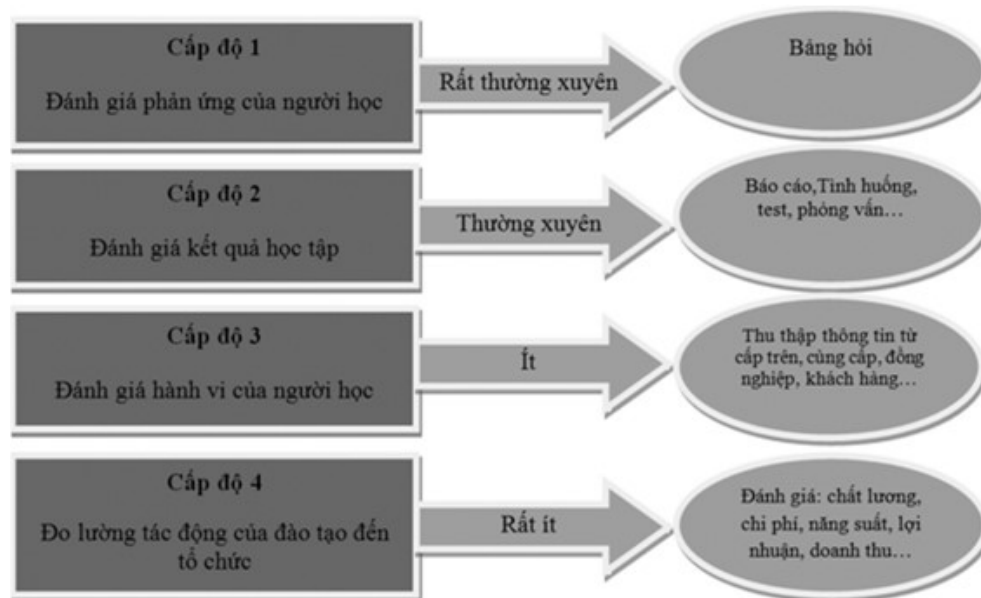 Cấp độ 1
Đánh giá phản ứng của người học
Rất thường xuyên
Bảng hỏi
Cấp độ 2
Đánh giá kết quả học tập
Thường xuyên
Báo cáo,Tình huống,
test, phỏng vấn...
Cấp độ 3
Đánh giá hành vi của người học
Ít
Thu thập thông tin từ
cấp trên, cùng cấp, đồng
nghiệp, khách hàng...
Cấp độ 4
Đo lường tác động của đào tạo đến
tổ chức
Rất ít
Đánh giá: chất lương,
chi phí, năng suất, lợi
nhuận, doanh thu...